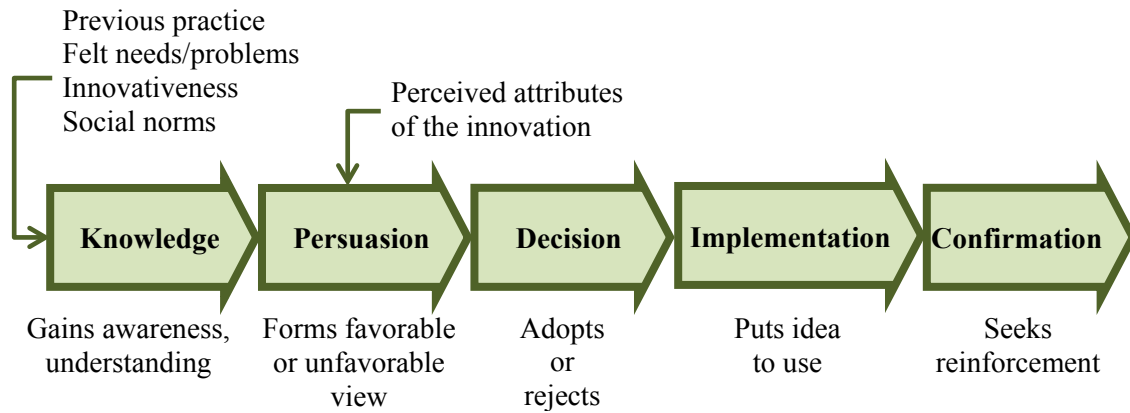 Previous practice
Felt needs/problems
Innovativeness
Social norms
Perceived attributes
of the innovation
Knowledge
Persuasion
Decision
Implementation
Confirmation
Gains awareness,
understanding
Forms favorable
or unfavorable
view
Adopts
or
rejects
Puts idea
to use
Seeks
reinforcement